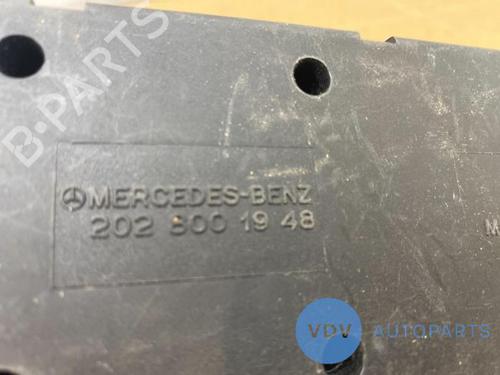 B-PARTS
MERCEDES-BENZ
202 800 19 48
M
VDV AUTOPARTS